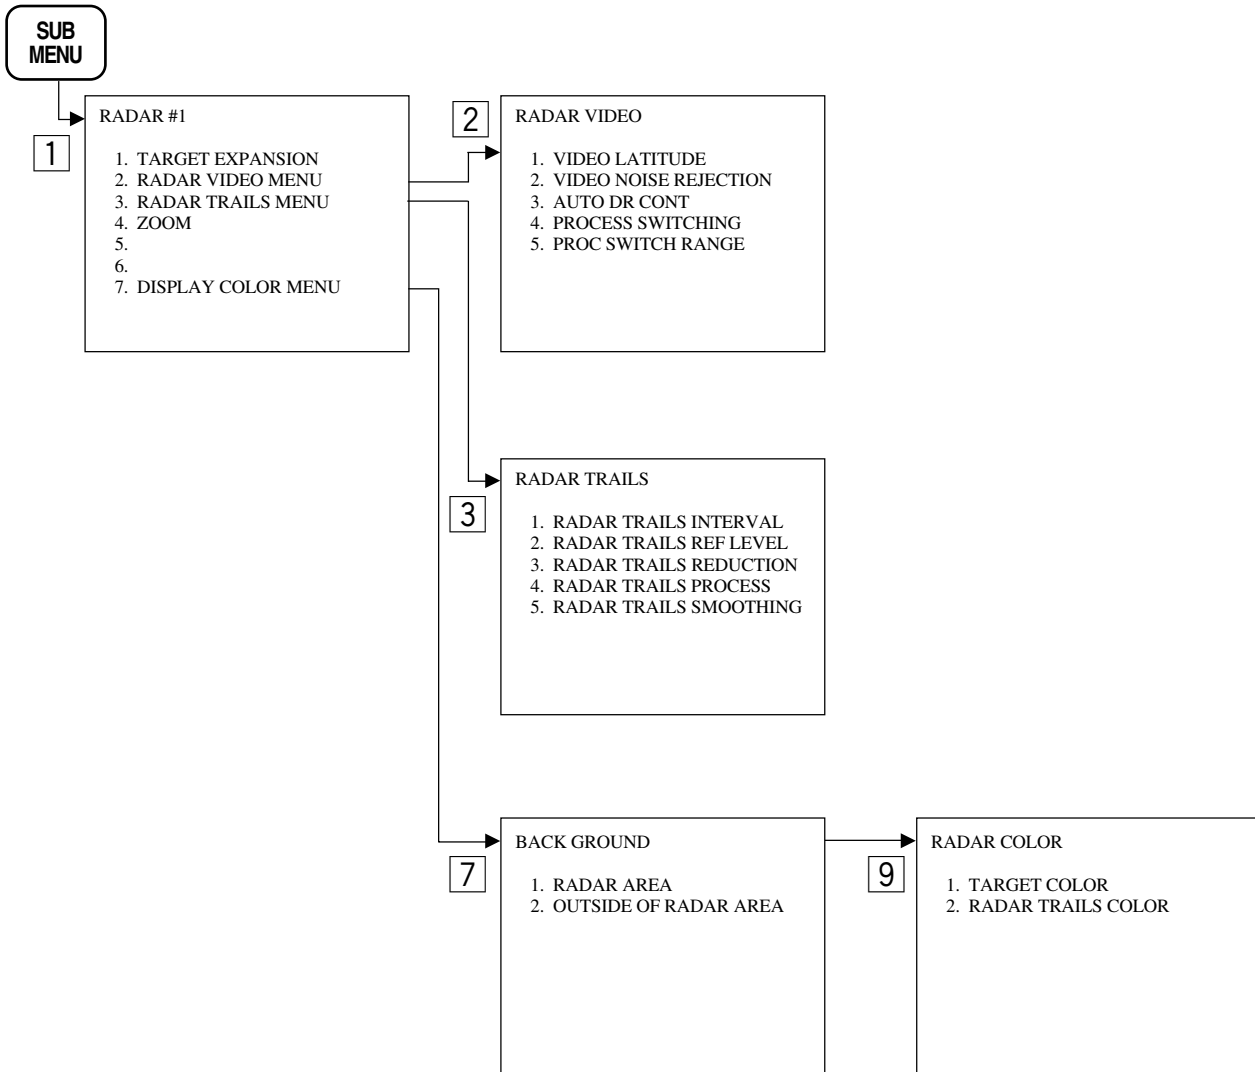 SUB
MENU
1
RADAR #1
1. TARGET EXPANSION
2. RADAR VIDEO MENU
3. RADAR TRAILS MENU
4. ZOOM
5.
6.
7. DISPLAY COLOR MENU
2
RADAR VIDEO
1. VIDEO LATITUDE
2. VIDEO NOISE REJECTION
3. AUTO DR CONT
4. PROCESS SWITCHING
5. PROC SWITCH RANGE
3
RADAR TRAILS
1. RADAR TRAILS INTERVAL
2. RADAR TRAILS REF LEVEL
3. RADAR TRAILS REDUCTION
4. RADAR TRAILS PROCESS
5. RADAR TRAILS SMOOTHING
7
BACK GROUND
1. RADAR AREA
2. OUTSIDE OF RADAR AREA
9
RADAR COLOR
1. TARGET COLOR
2. RADAR TRAILS COLOR